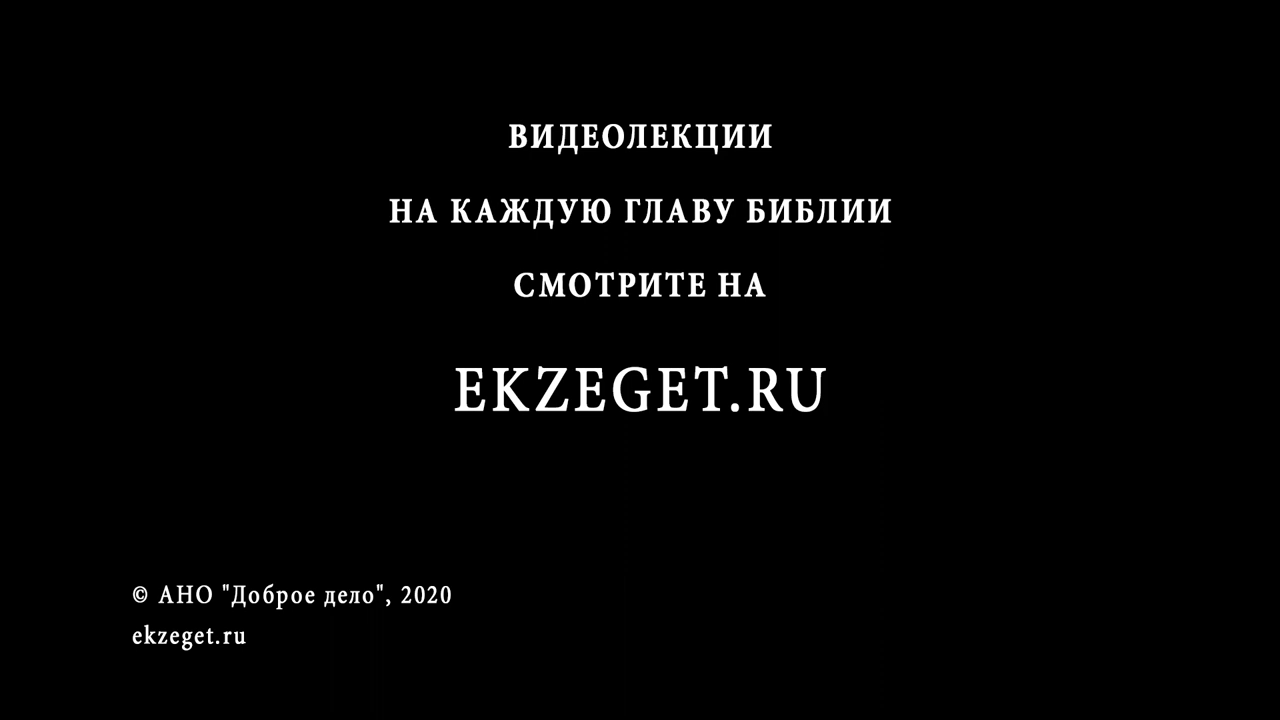 ВИДЕОЛЕКЦИИ
НА КАЖДУЮ ГЛАВУ БИБЛИИ
СМОТРИТЕ НА
EKZEGET.RU
© АНО "Доброе дело", 2020
ekzeget.ru